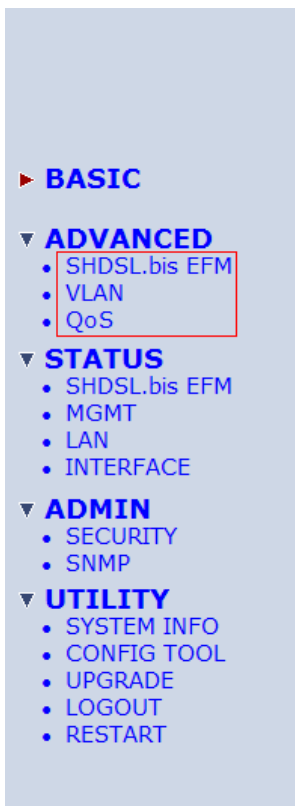 BASIC
ADVANCED
SHDSL.bis EFM
VLAN
QoS
STATUS
SHDSL.bis EFM
MGMT
LAN
INTERFACE
ADMIN
SECURITY
SNMP
UTILITY
SYSTEM INFO
CONFIG TOOL
UPGRADE
LOGOUT
RESTART